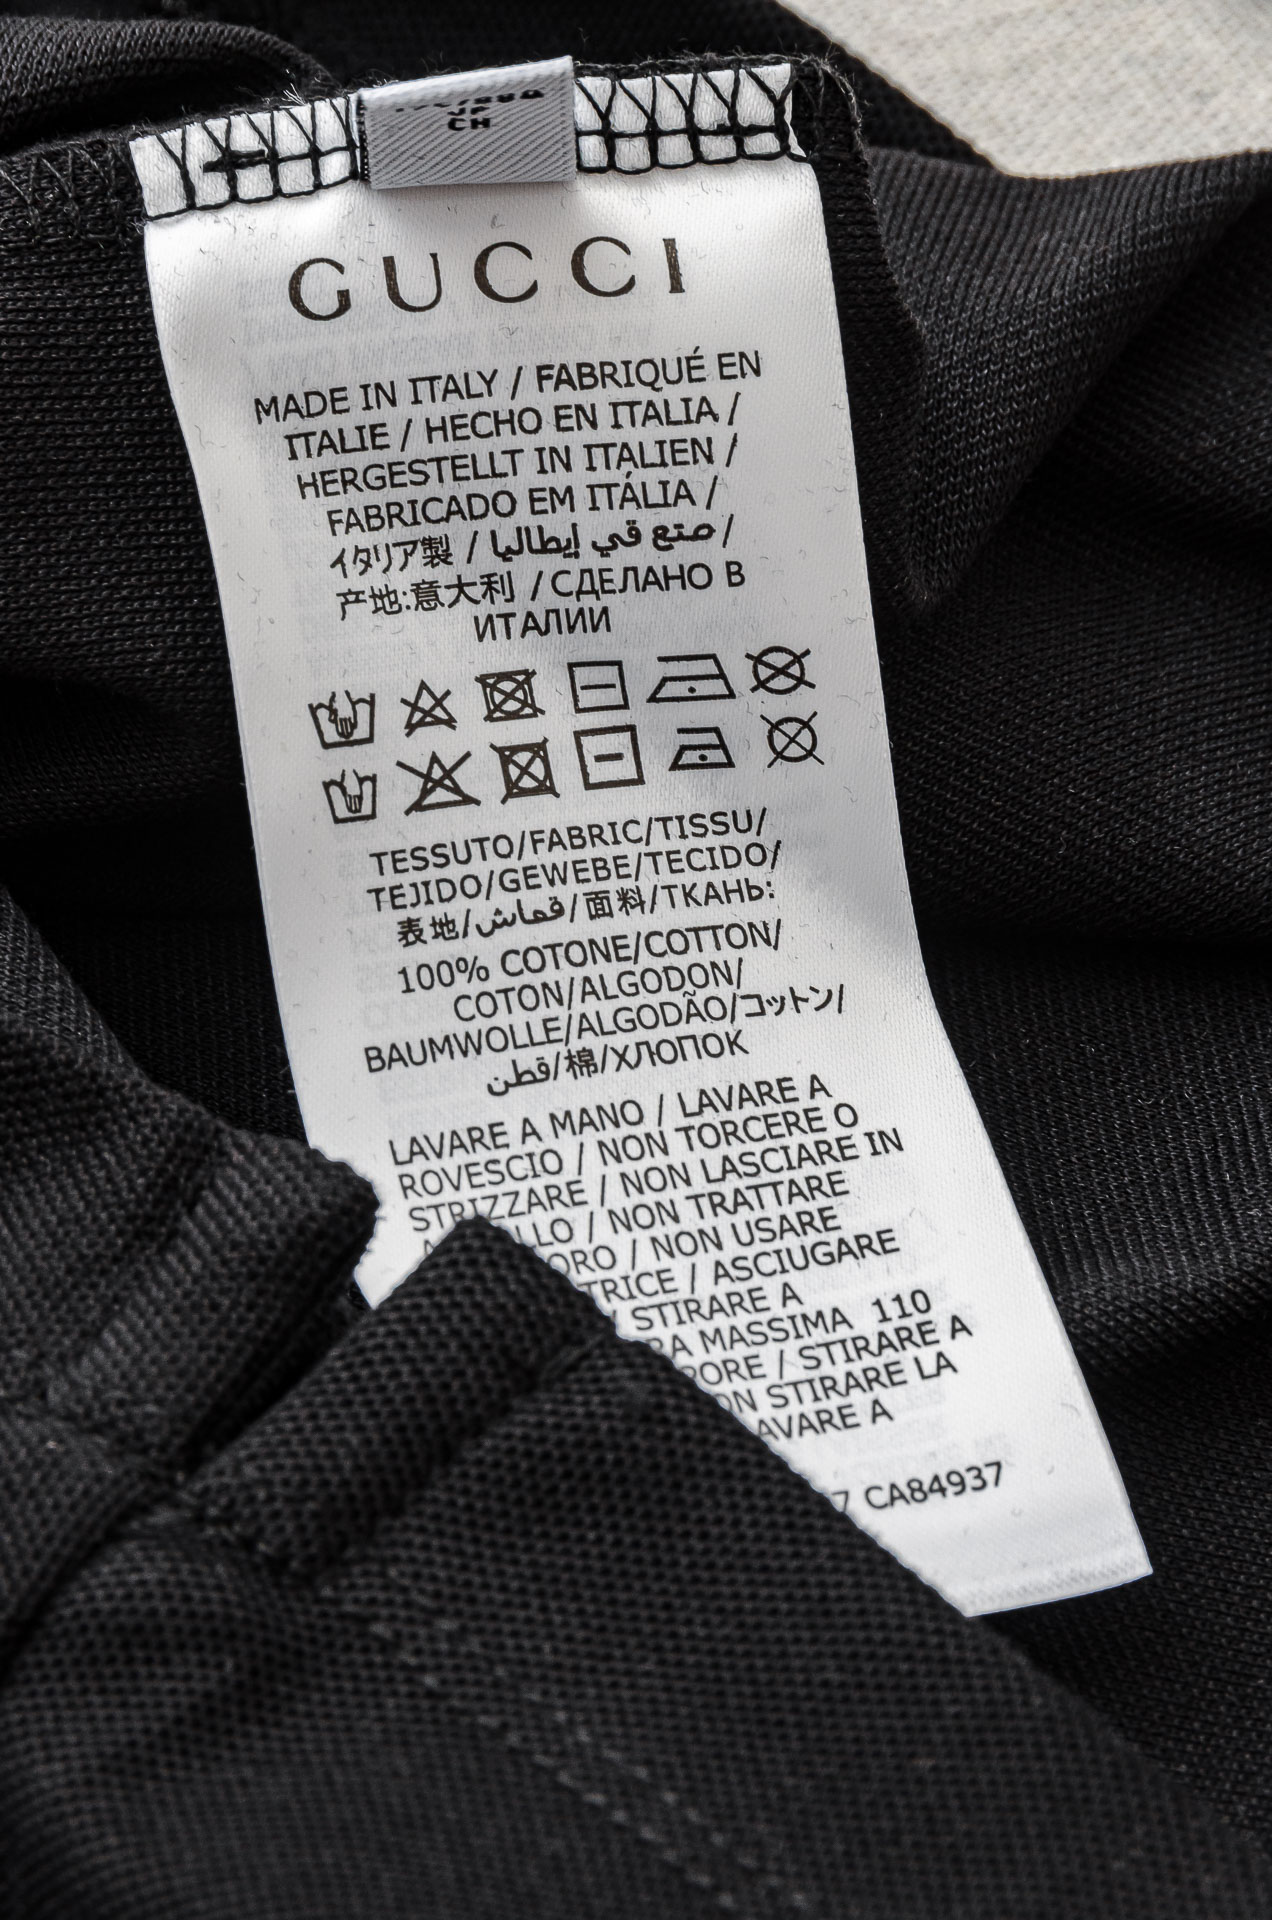 JP
CH
GUCCI
MADE IN ITALY / FABRIQUÉ EN
ITALIE / HECHO EN ITALIA /
HERGESTELLT IN ITALIEN /
FABRICADO EM ITÁLIA /
イタリア製 / صنع في إيطاليا /
产地:意大利 / СДЕЛАНО В
ИТАЛИИ
TESSUTO/FABRIC/TISSU/
TEJIDO/GEWEBE/TECIDO/
表地/قماش/面料/ТКАНЬ:
100% COTONE/COTTON/
COTON/ALGODON/
BAUMWOLLE/ALGODÃO/コットン/
قطن/棉/ХЛОПОК
LAVARE A MANO / LAVARE A
ROVESCIO / NON TORCERE O
STRIZZARE / NON LASCIARE IN
/ NON TRATTARE
/ NON USARE
/ ASCIUGARE
/ STIRARE A
MASSIMA 110
/ STIRARE A
STIRARE LA
LAVARE A
CA84937